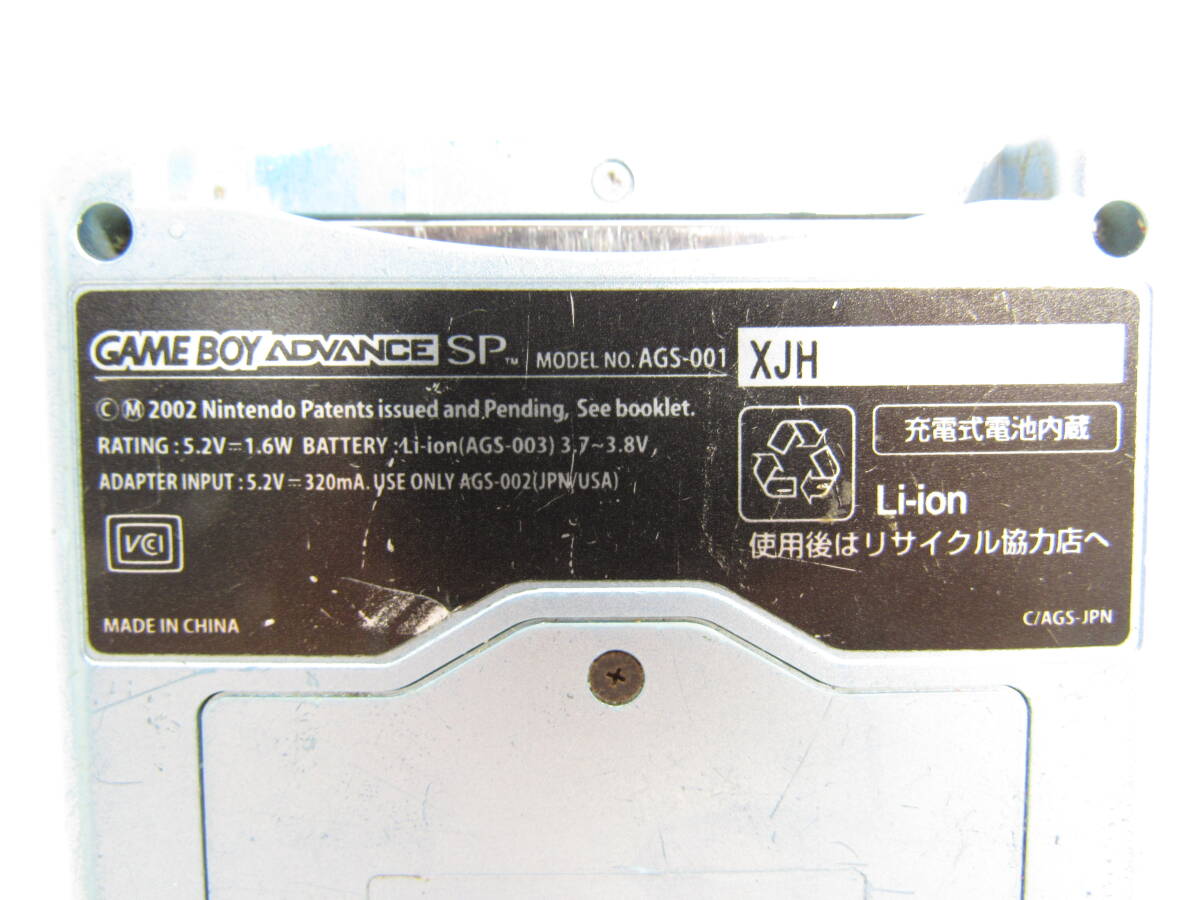 GAME BOY ADVANCE SP™ MODEL NO. AGS-001
XJH
Ⓒ Ⓜ 2002 Nintendo Patents issued and Pending, See booklet.
RATING : 5.2V⎓1.6W BATTERY : Li-ion(AGS-003) 3.7~3.8V,
ADAPTER INPUT : 5.2V⎓320mA. USE ONLY AGS-002(JPN/USA)
VCCI
MADE IN CHINA
充電式電池内蔵
Li-ion
使用後はリサイクル協力店へ
C/AGS-JPN